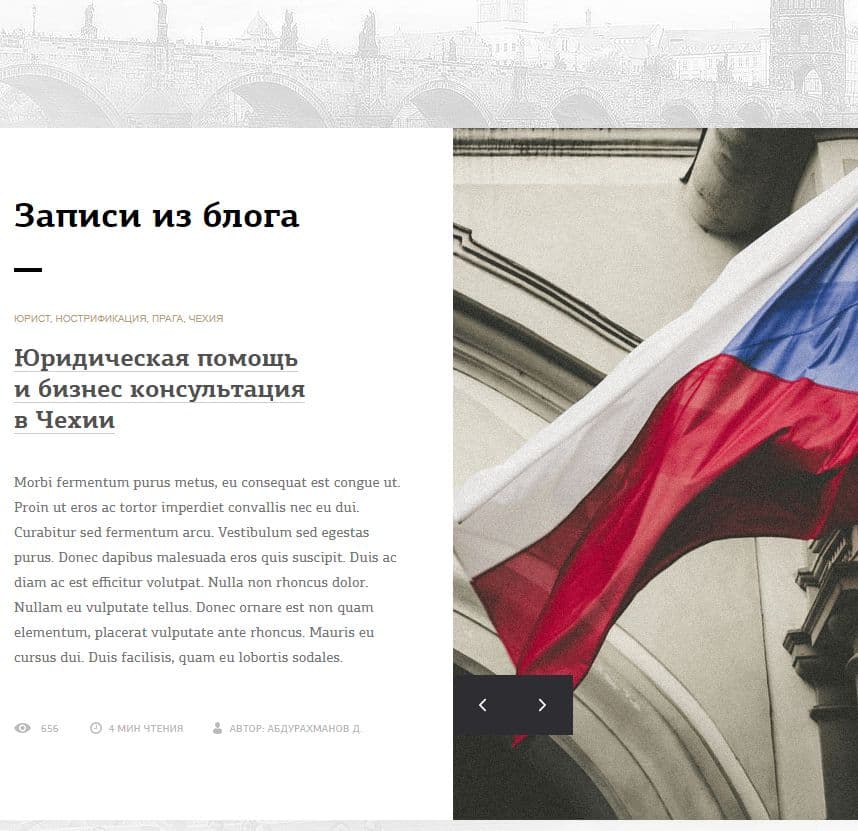 Записи из блога
ЮРИСТ, НОСТРИФИКАЦИЯ, ПРАГА, ЧЕХИЯ
Юридическая помощь
и бизнес консультация
в Чехии
Morbi fermentum purus metus, eu consequat est congue ut.
Proin ut eros ac tortor imperdiet convallis nec eu dui.
Curabitur sed fermentum arcu. Vestibulum sed egestas
purus. Donec dapibus malesuada eros quis suscipit. Duis ac
diam ac est efficitur volutpat. Nulla non rhoncus dolor.
Nullam eu vulputate tellus. Donec ornare est non quam
elementum, placerat vulputate ante rhoncus. Mauris eu
cursus dui. Duis facilisis, quam eu lobortis sodales.
656 4 МИН ЧТЕНИЯ АВТОР: АБДУРАХМАНОВ Д.